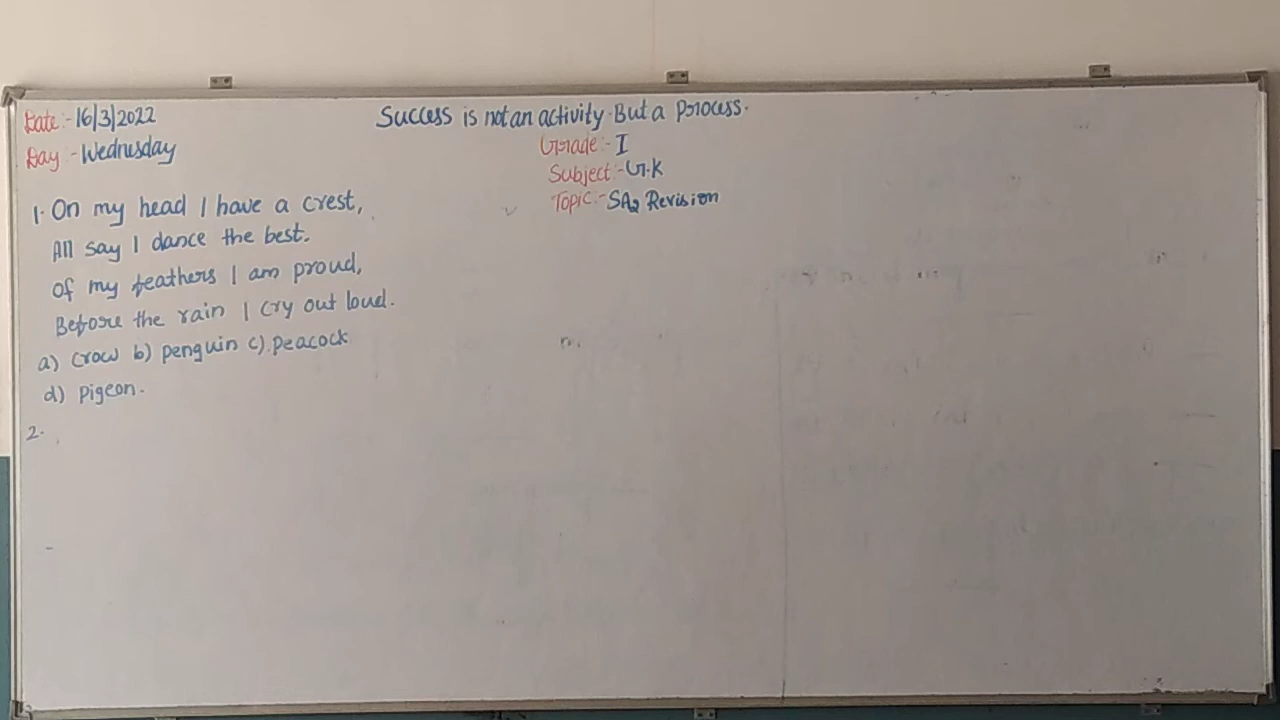 Date:- 16/3/2022
Success is not an activity But a process.
Day :- Wednesday
Grade:- I
Subject:- G.K
Topic:- SA2 Revision
1. On my head I have a crest,
All say I dance the best.
Of my feathers I am proud,
Before the rain I cry out loud.
a) Crow b) penguin c) peacock
d) pigeon.
2.